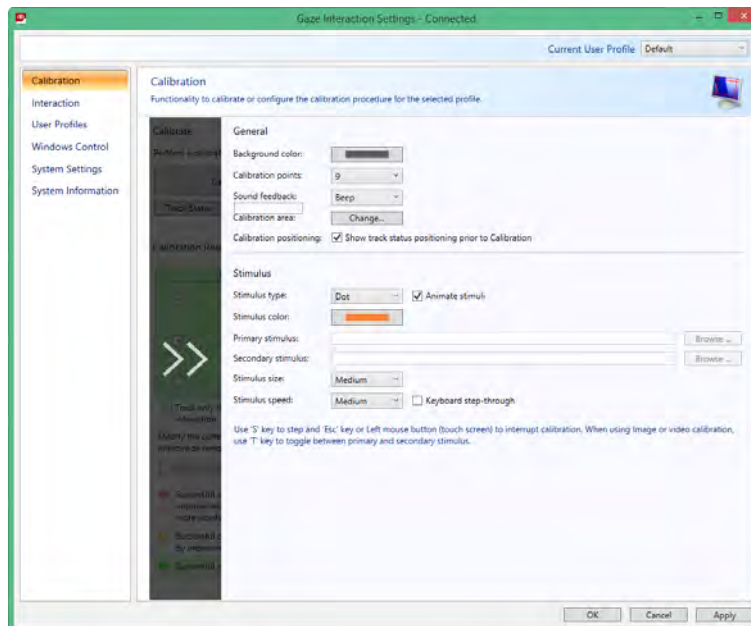 Gaze Interaction Settings - Connected
Current User Profile Default
Calibration
Interaction
User Profiles
Windows Control
System Settings
System Information
Calibration
Functionality to calibrate or configure the calibration procedure for the selected profile.
Calibrate
Track Status
General
Background color:
Calibration points: 9
Sound feedback: Beep
Calibration area: Change...
Calibration positioning: Show track status positioning prior to Calibration
Stimulus
Stimulus type: Dot Animate stimuli
Stimulus color:
Primary stimulus: Browse ...
Secondary stimulus: Browse ...
Stimulus size: Medium
Stimulus speed: Medium Keyboard step-through
Use 'S' key to step and 'Esc' key or Left mouse button (touch screen) to interrupt calibration. When using Image or video calibration,
use 'T' key to toggle between primary and secondary stimulus.
OK Cancel Apply